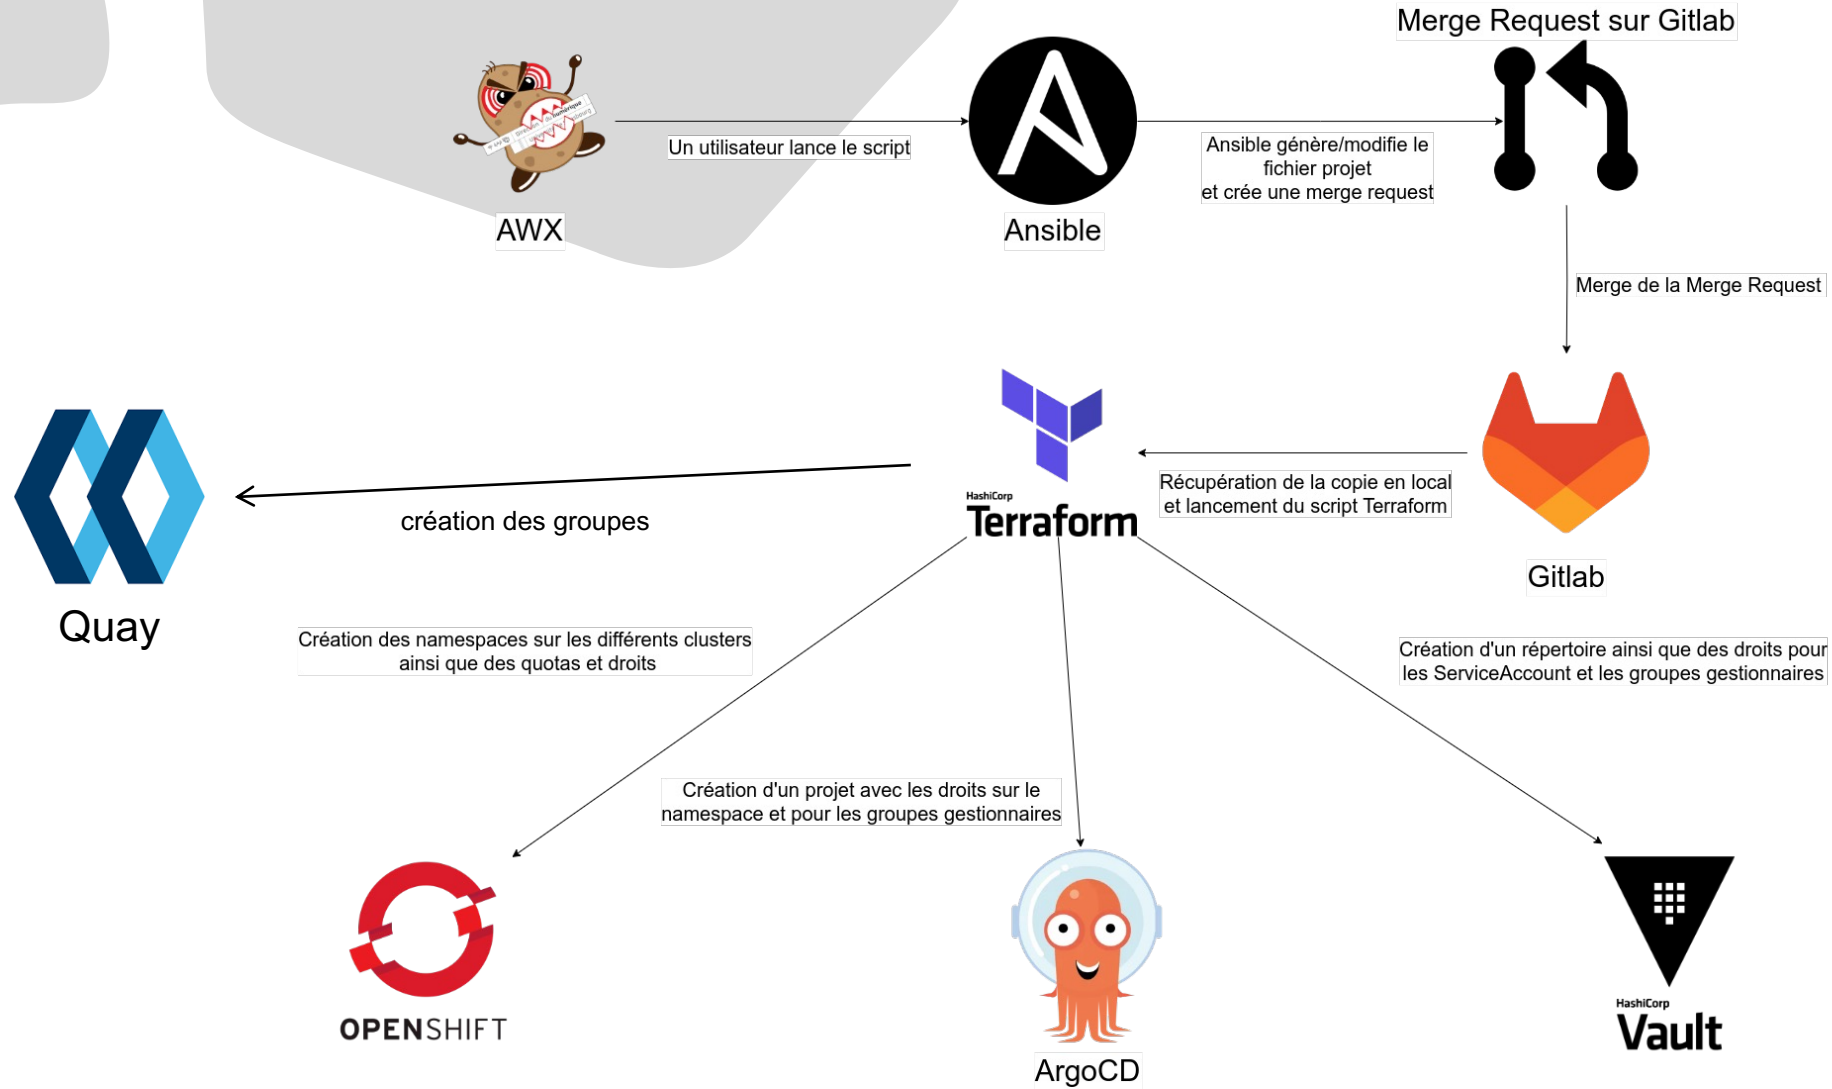 Merge Request sur Gitlab
Un utilisateur lance le script
Ansible génère/modifie le
fichier projet
et crée une merge request
AWX
Ansible
Merge de la Merge Request
HashiCorp
Terraform
Récupération de la copie en local
et lancement du script Terraform
création des groupes
Gitlab
Quay
Création des namespaces sur les différents clusters
ainsi que des quotas et droits
Création d'un répertoire ainsi que des droits pour
les ServiceAccount et les groupes gestionnaires
Création d'un projet avec les droits sur le
namespace et pour les groupes gestionnaires
OPENSHIFT
ArgoCD
HashiCorp
Vault